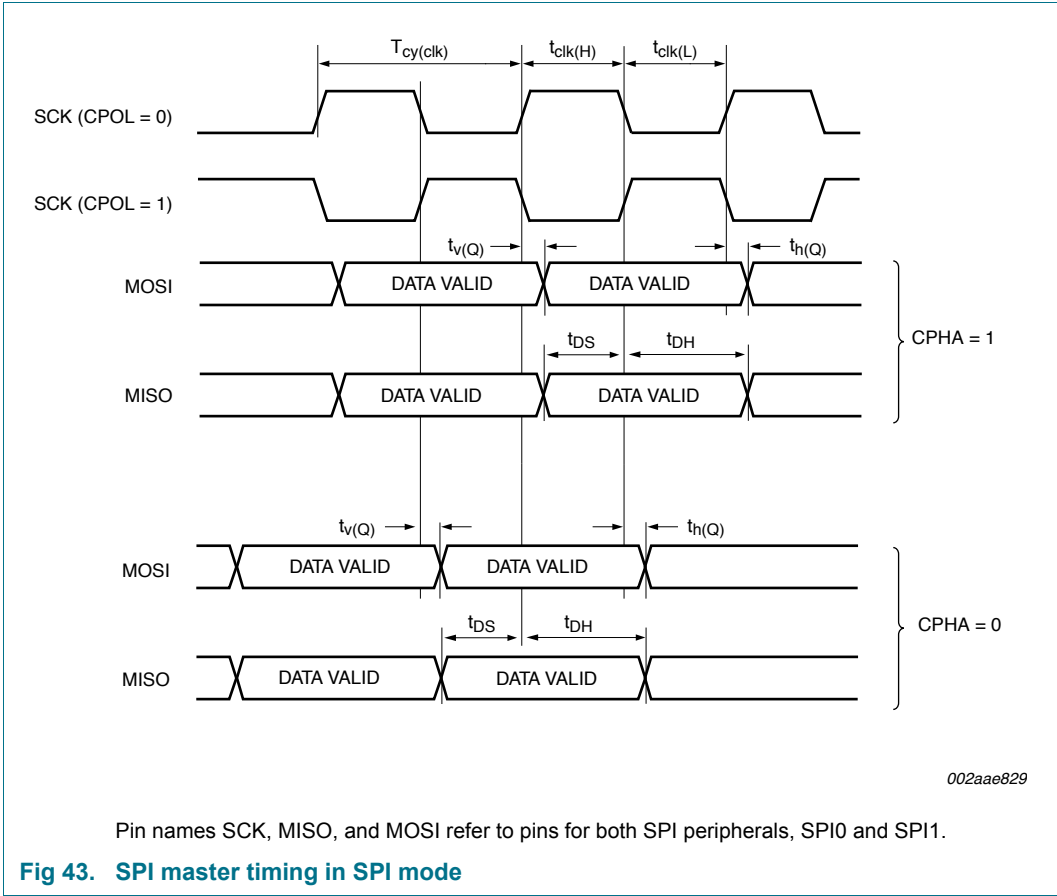 Tcy(clk) tclk(H) tclk(L)
SCK (CPOL = 0)
SCK (CPOL = 1)
tv(Q) th(Q)
MOSI DATA VALID DATA VALID
CPHA = 1
tDS tDH
MISO DATA VALID DATA VALID
tv(Q) th(Q)
MOSI DATA VALID DATA VALID
tDS tDH CPHA = 0
MISO DATA VALID DATA VALID
002aae829
Pin names SCK, MISO, and MOSI refer to pins for both SPI peripherals, SPI0 and SPI1.
Fig 43. SPI master timing in SPI mode